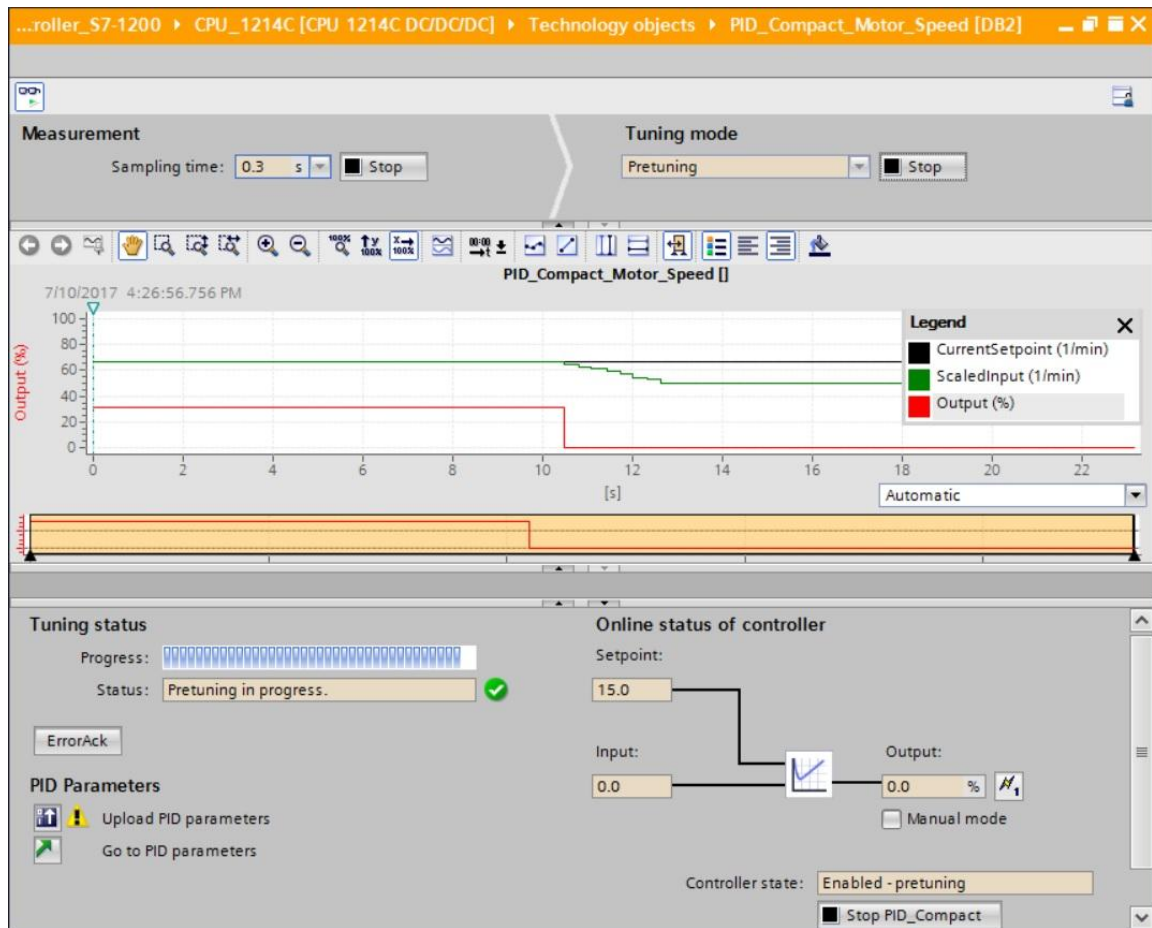 ...roller_S7-1200 ▸ CPU_1214C [CPU 1214C DC/DC/DC] ▸ Technology objects ▸ PID_Compact_Motor_Speed [DB2]
Measurement
Tuning mode
Sampling time: 0.3 s Stop
Pretuning Stop
PID_Compact_Motor_Speed []
7/10/2017 4:26:56.756 PM
100
80
60
40
20
0
Output (%)
Legend
CurrentSetpoint (1/min)
ScaledInput (1/min)
Output (%)
0 2 4 6 8 10 12 14 16 18 20 22
[s]
Automatic
Tuning status
Progress:
Status: Pretuning in progress.
ErrorAck
PID Parameters
Upload PID parameters
Go to PID parameters
Online status of controller
Setpoint:
15.0
Input:
0.0
Output:
0.0 %
Manual mode
Controller state: Enabled - pretuning
Stop PID_Compact